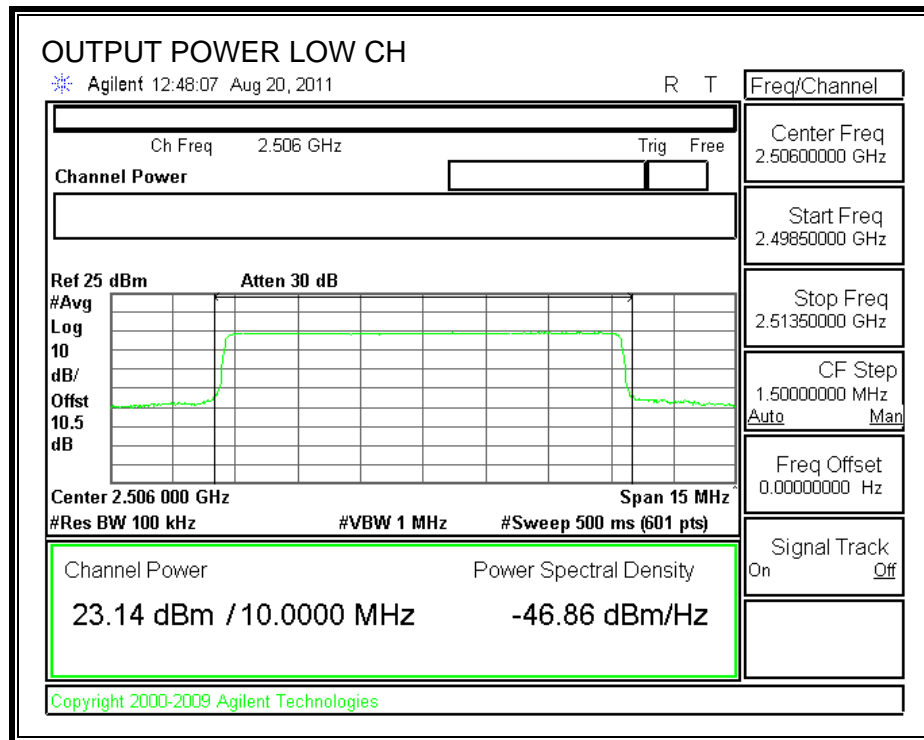 OUTPUT POWER LOW CH
Agilent 12:48:07 Aug 20, 2011 R T
Freq/Channel
Ch Freq 2.506 GHz Trig Free
Channel Power
Center Freq
2.50600000 GHz
Start Freq
2.49850000 GHz
Stop Freq
2.51350000 GHz
CF Step
1.50000000 MHz
Auto Man
Freq Offset
0.00000000 Hz
Signal Track
On Off
Ref 25 dBm Atten 30 dB
#Avg
Log
10
dB/
Offst
10.5
dB
Center 2.506 000 GHz Span 15 MHz
#Res BW 100 kHz #VBW 1 MHz #Sweep 500 ms (601 pts)
Channel Power Power Spectral Density
23.14 dBm / 10.0000 MHz -46.86 dBm/Hz
Copyright 2000-2009 Agilent Technologies